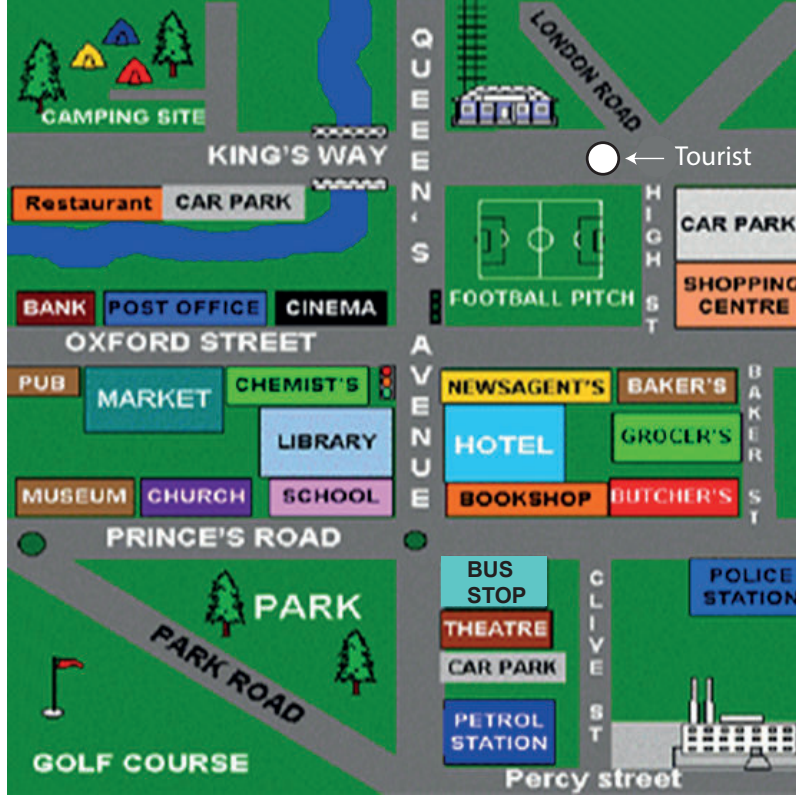 LONDON ROAD
CAMPING SITE
KING'S WAY
QUEEEN'S AVENUE
Tourist
Restaurant
CAR PARK
HIGH ST
CAR PARK
SHOPPING
CENTRE
FOOTBALL PITCH
BANK
POST OFFICE
CINEMA
OXFORD STREET
PUB
MARKET
CHEMIST'S
LIBRARY
NEWSAGENT'S
BAKER'S
BAKER ST
HOTEL
GROCER'S
MUSEUM
CHURCH
SCHOOL
BOOKSHOP
BUTCHER'S
PRINCE'S ROAD
BUS
STOP
THEATRE
CAR PARK
PETROL
STATION
CLIVE ST
POLICE
STATION
PARK
PARK ROAD
GOLF COURSE
Percy street